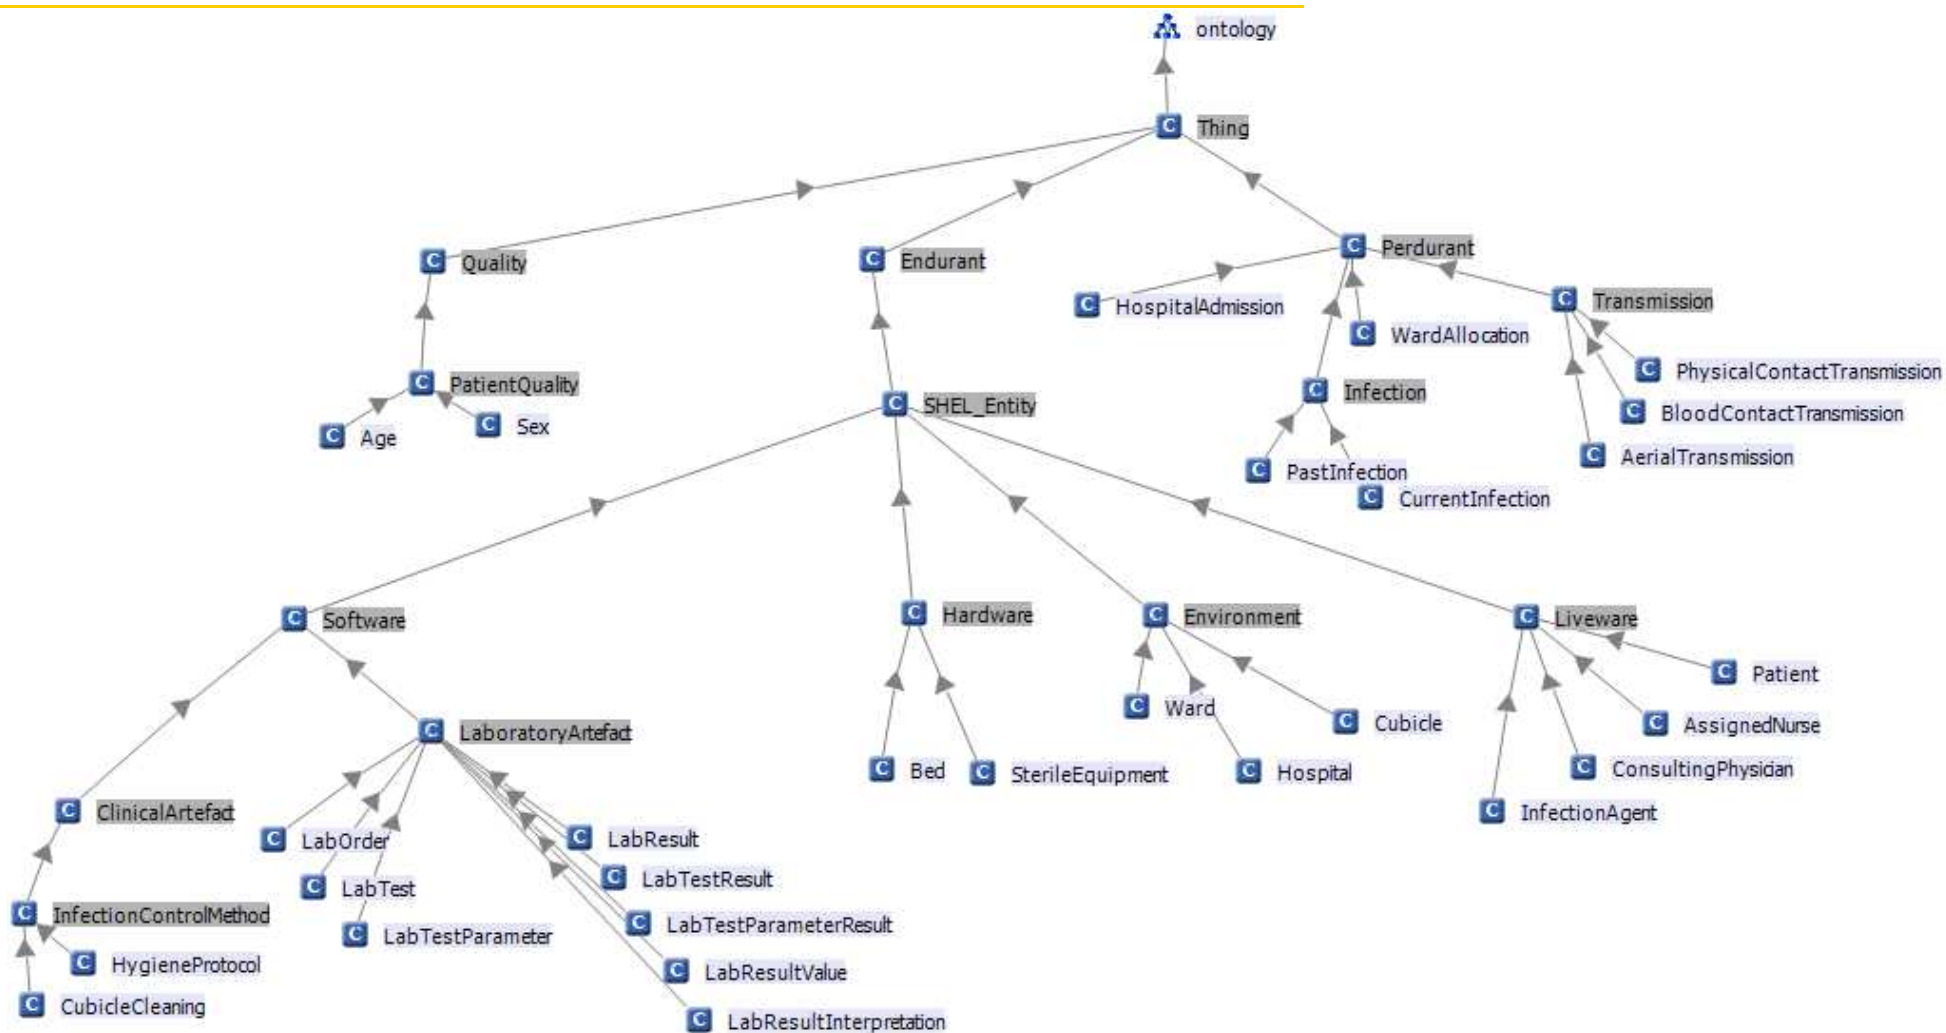 ontology
Thing
Quality
Endurant
Perdurant
HospitalAdmission
Transmission
WardAllocation
PhysicalContactTransmission
PatientQuality
Infection
SHEL_Entity
BloodContactTransmission
Age
Sex
AerialTransmission
PastInfection
CurrentInfection
Software
Hardware
Environment
Liveware
Patient
Ward
Cubicle
AssignedNurse
LaboratoryArtefact
Bed
SterileEquipment
Hospital
ConsultingPhysician
ClinicalArtefact
InfectionAgent
LabOrder
LabResult
LabTest
LabTestResult
InfectionControlMethod
LabTestParameter
LabTestParameterResult
HygieneProtocol
LabResultValue
CubicleCleaning
LabResultInterpretation